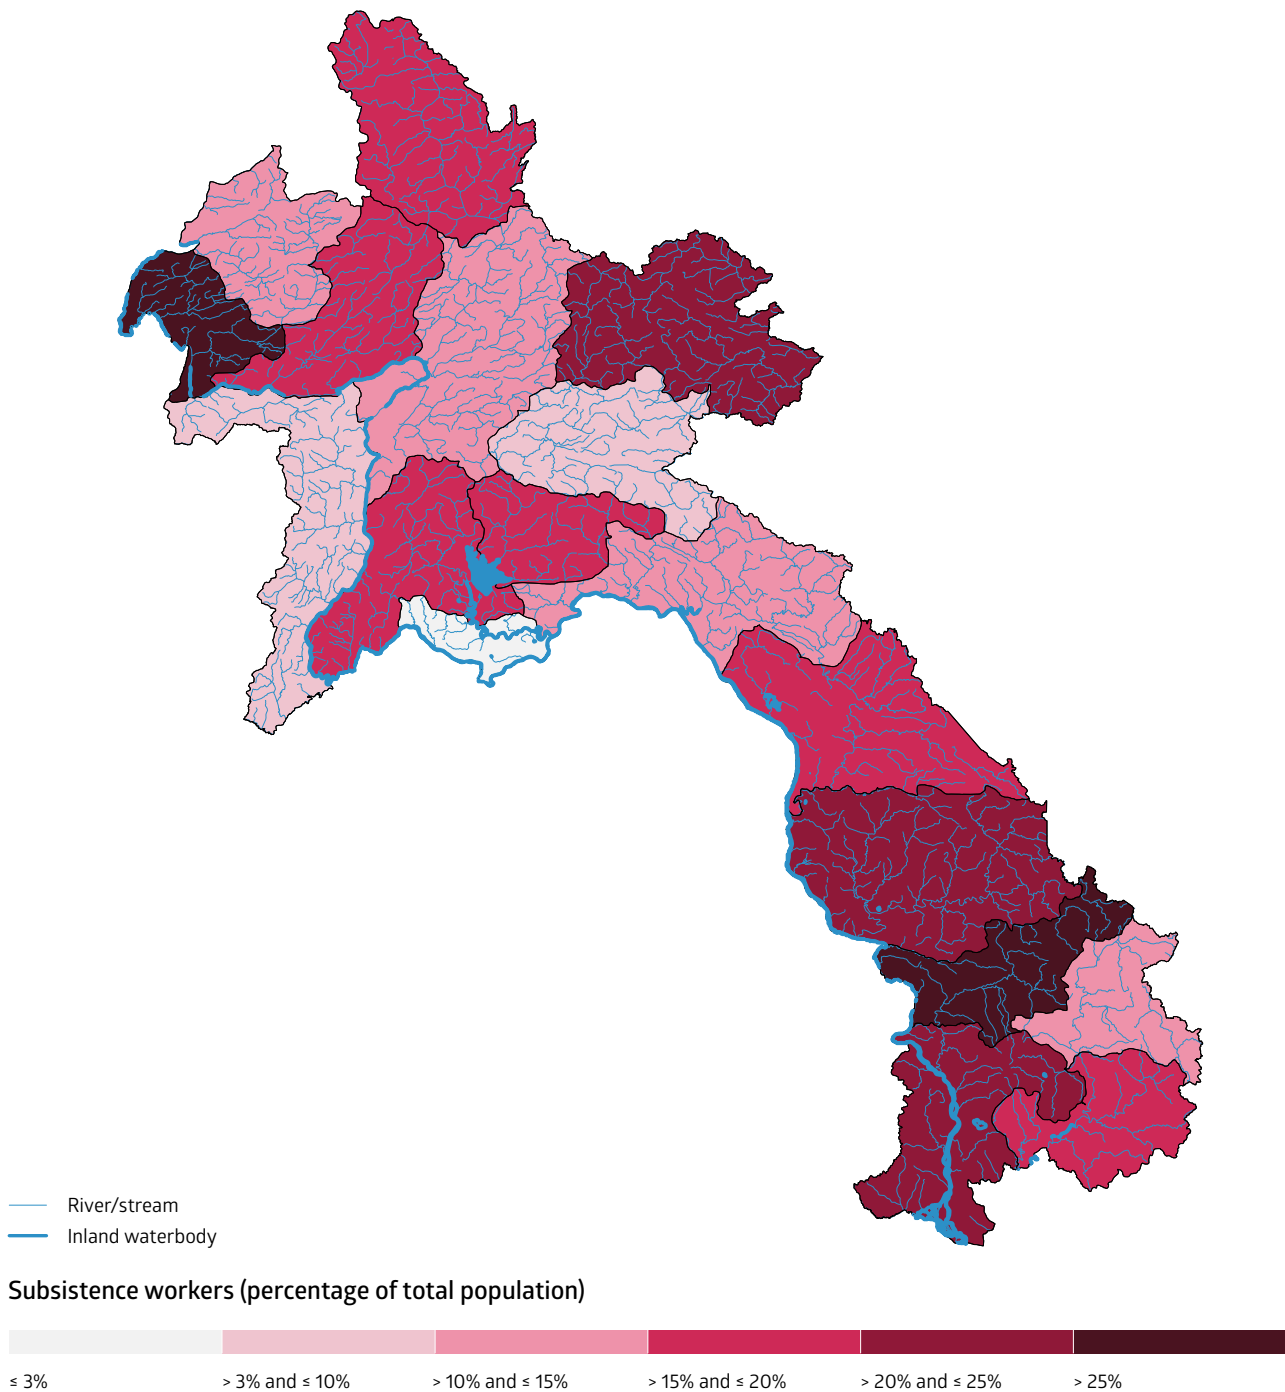 River/stream
Inland waterbody
Subsistence workers (percentage of total population)
≤ 3%
> 3% and ≤ 10%
> 10% and ≤ 15%
> 15% and ≤ 20%
> 20% and ≤ 25%
> 25%